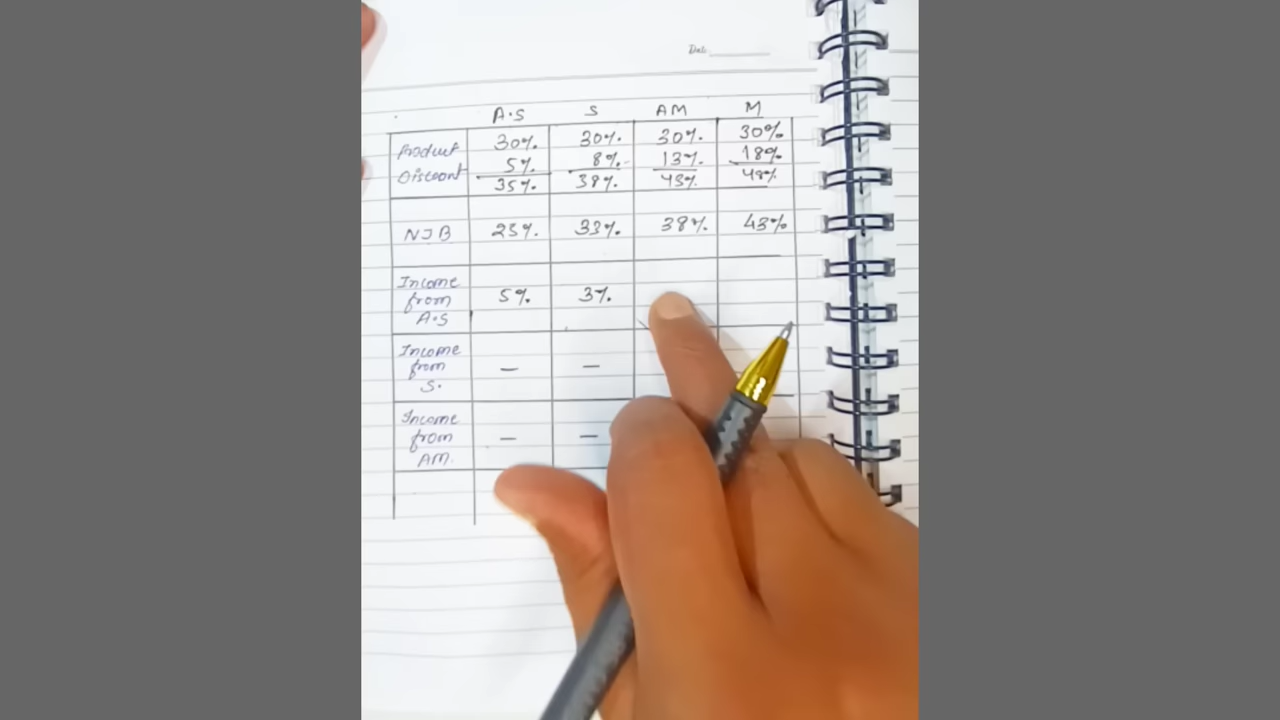 Date
A.S S AM M
Product 30% 30% 30% 30%
Discount 5% 8% 13% 18%
35% 38% 43% 48%
NJB 25% 33% 38% 43%
Income
from 5% 3%
A.S
Income
from – –
S.
Income
from – –
AM.